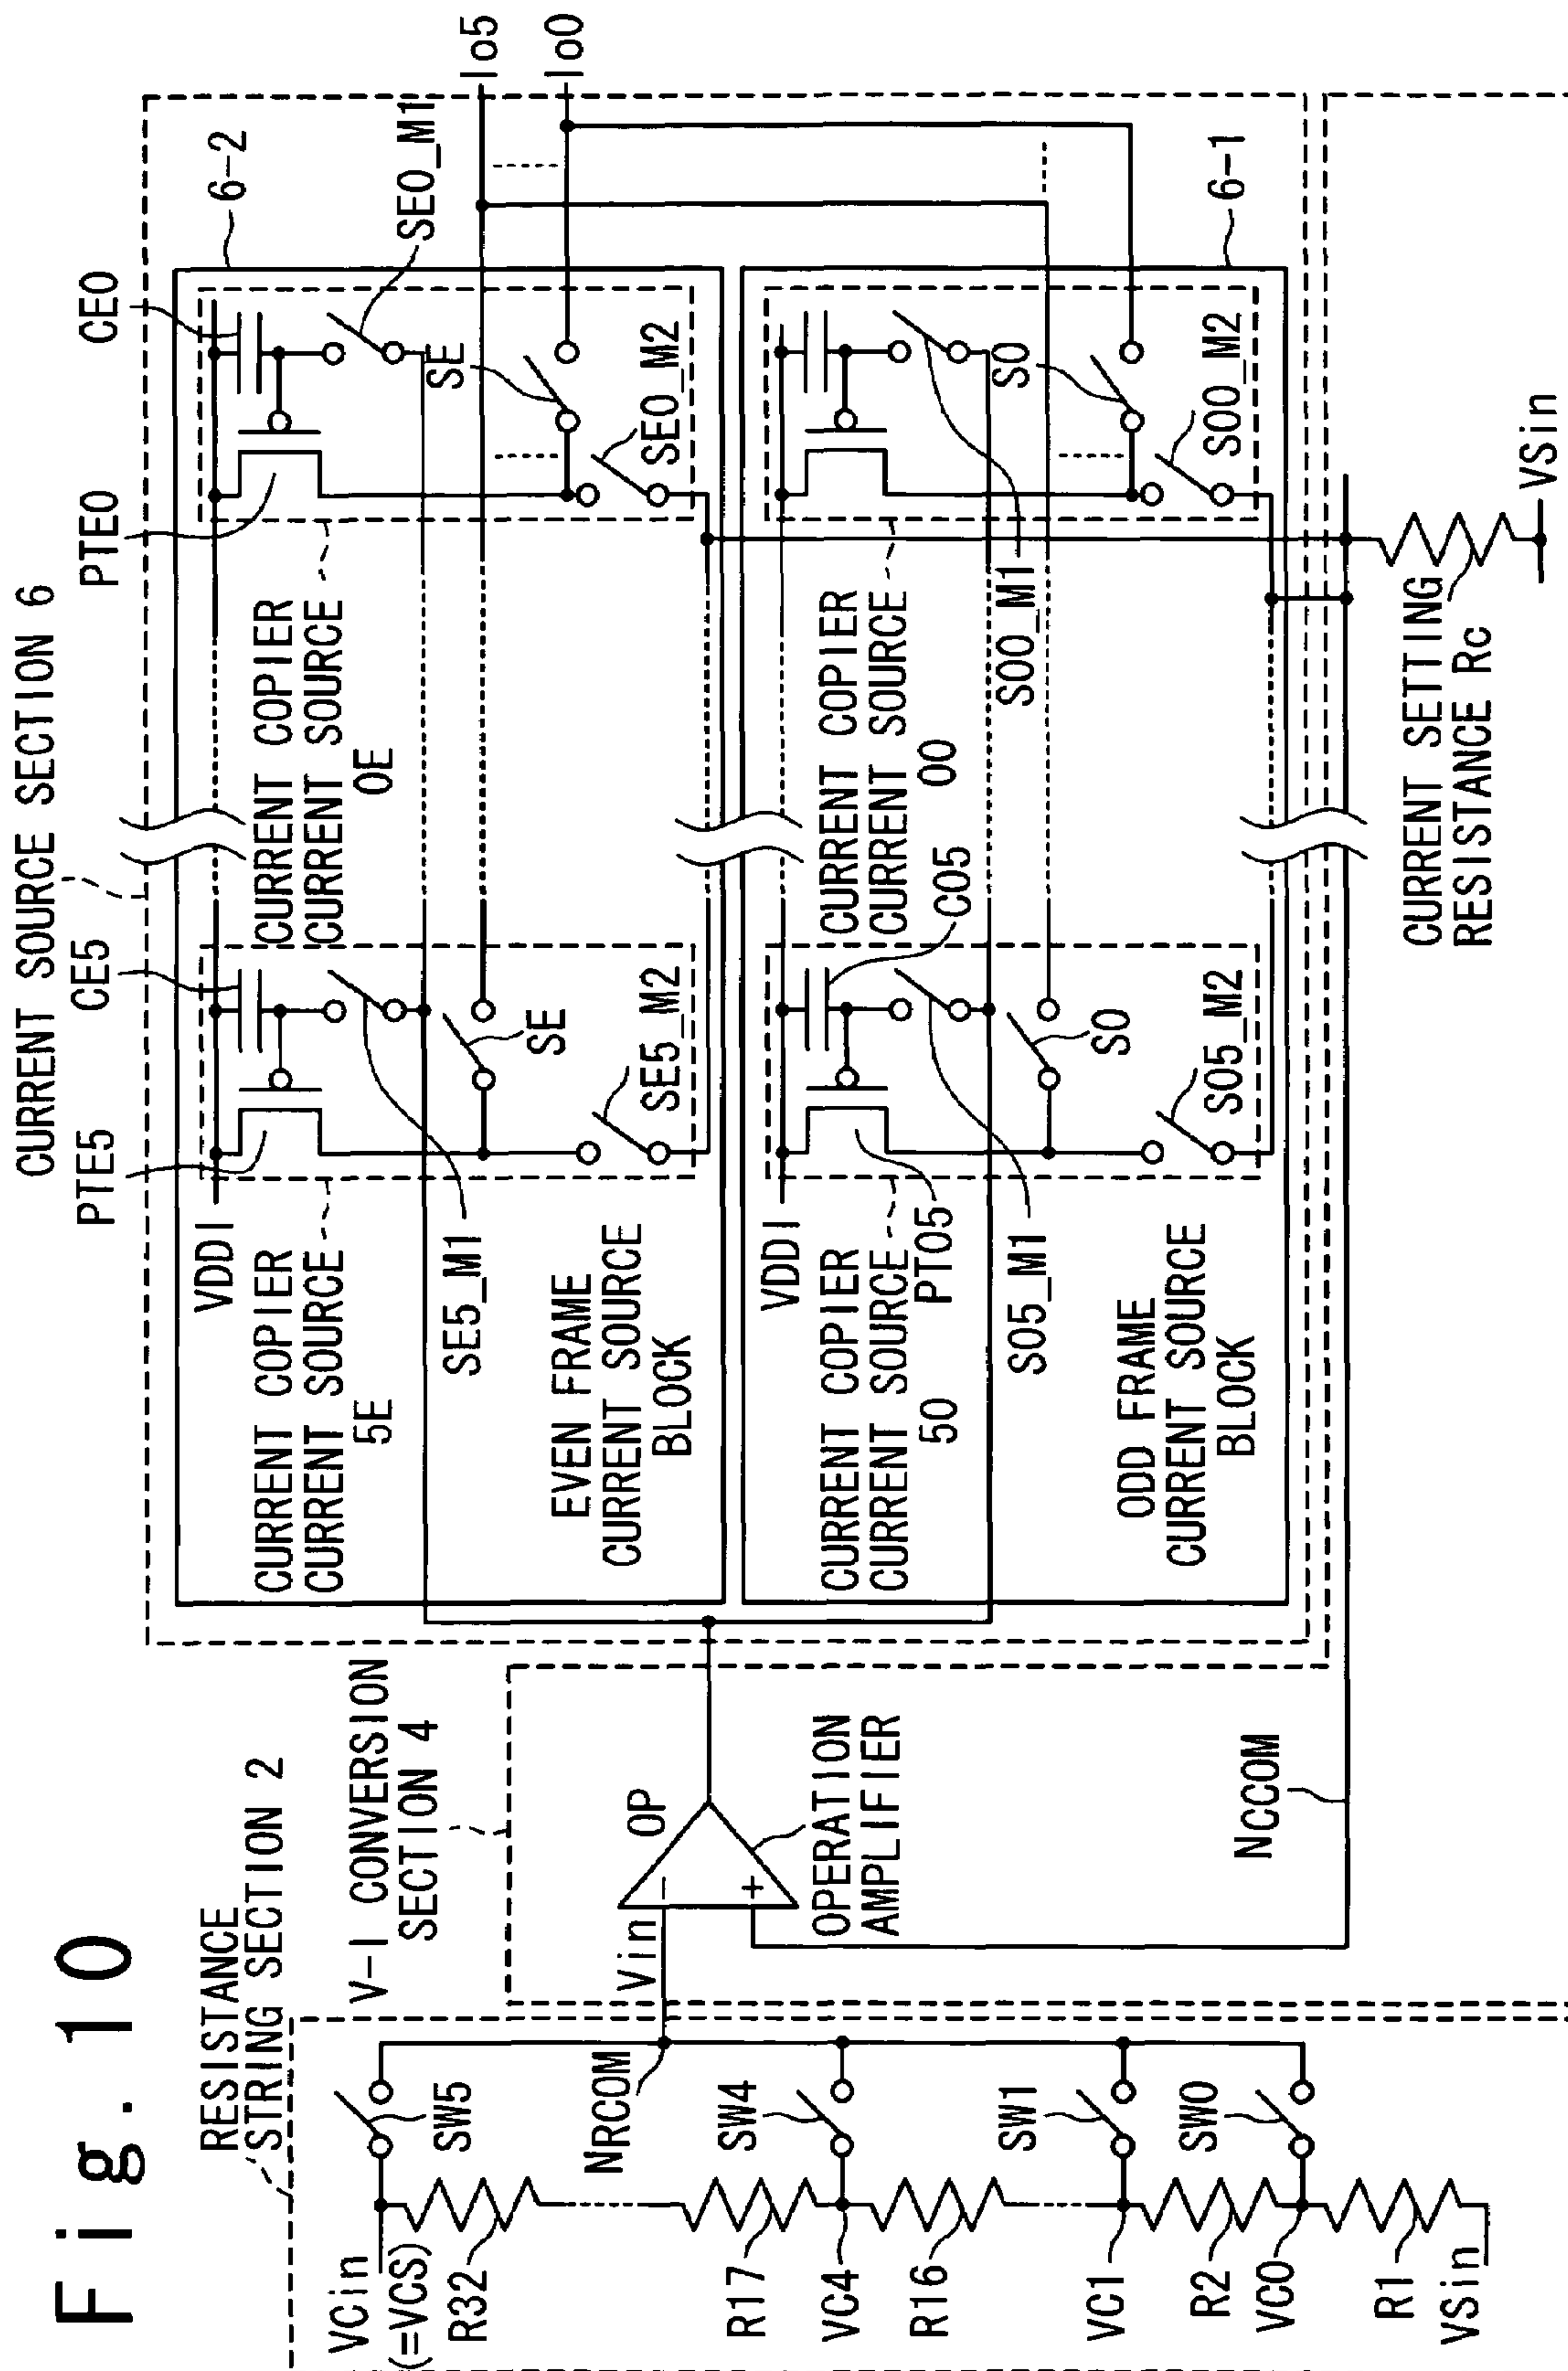 Fig. 10
RESISTANCE
STRING SECTION 2
VCin
(=VCS)
R32
SW5
NRCOM
R17
SW4
VC4
R16
VC1
SW1
R2
SW0
VC0
R1
VSin
V-I CONVERSION
SECTION 4
Vin
OP
−
+
OPERATION
AMPLIFIER
NCCOM
CURRENT SOURCE SECTION 6
PTE5
CE5
PTE0
CE0
6-2
VDDI
CURRENT COPIER
CURRENT SOURCE
5E
SE5_M1
SE
SE5_M2
EVEN FRAME
CURRENT SOURCE
BLOCK
CURRENT COPIER
CURRENT SOURCE
0E
SE0_M1
SE
SE0_M2
Io5
Io0
VDDI
CURRENT COPIER
CURRENT SOURCE
5O
PTO5
CO5
SO5_M1
SO
SO5_M2
ODD FRAME
CURRENT SOURCE
BLOCK
CURRENT COPIER
CURRENT SOURCE
0O
SO0_M1
SO
SO0_M2
6-1
CURRENT SETTING
RESISTANCE Rc
VSin